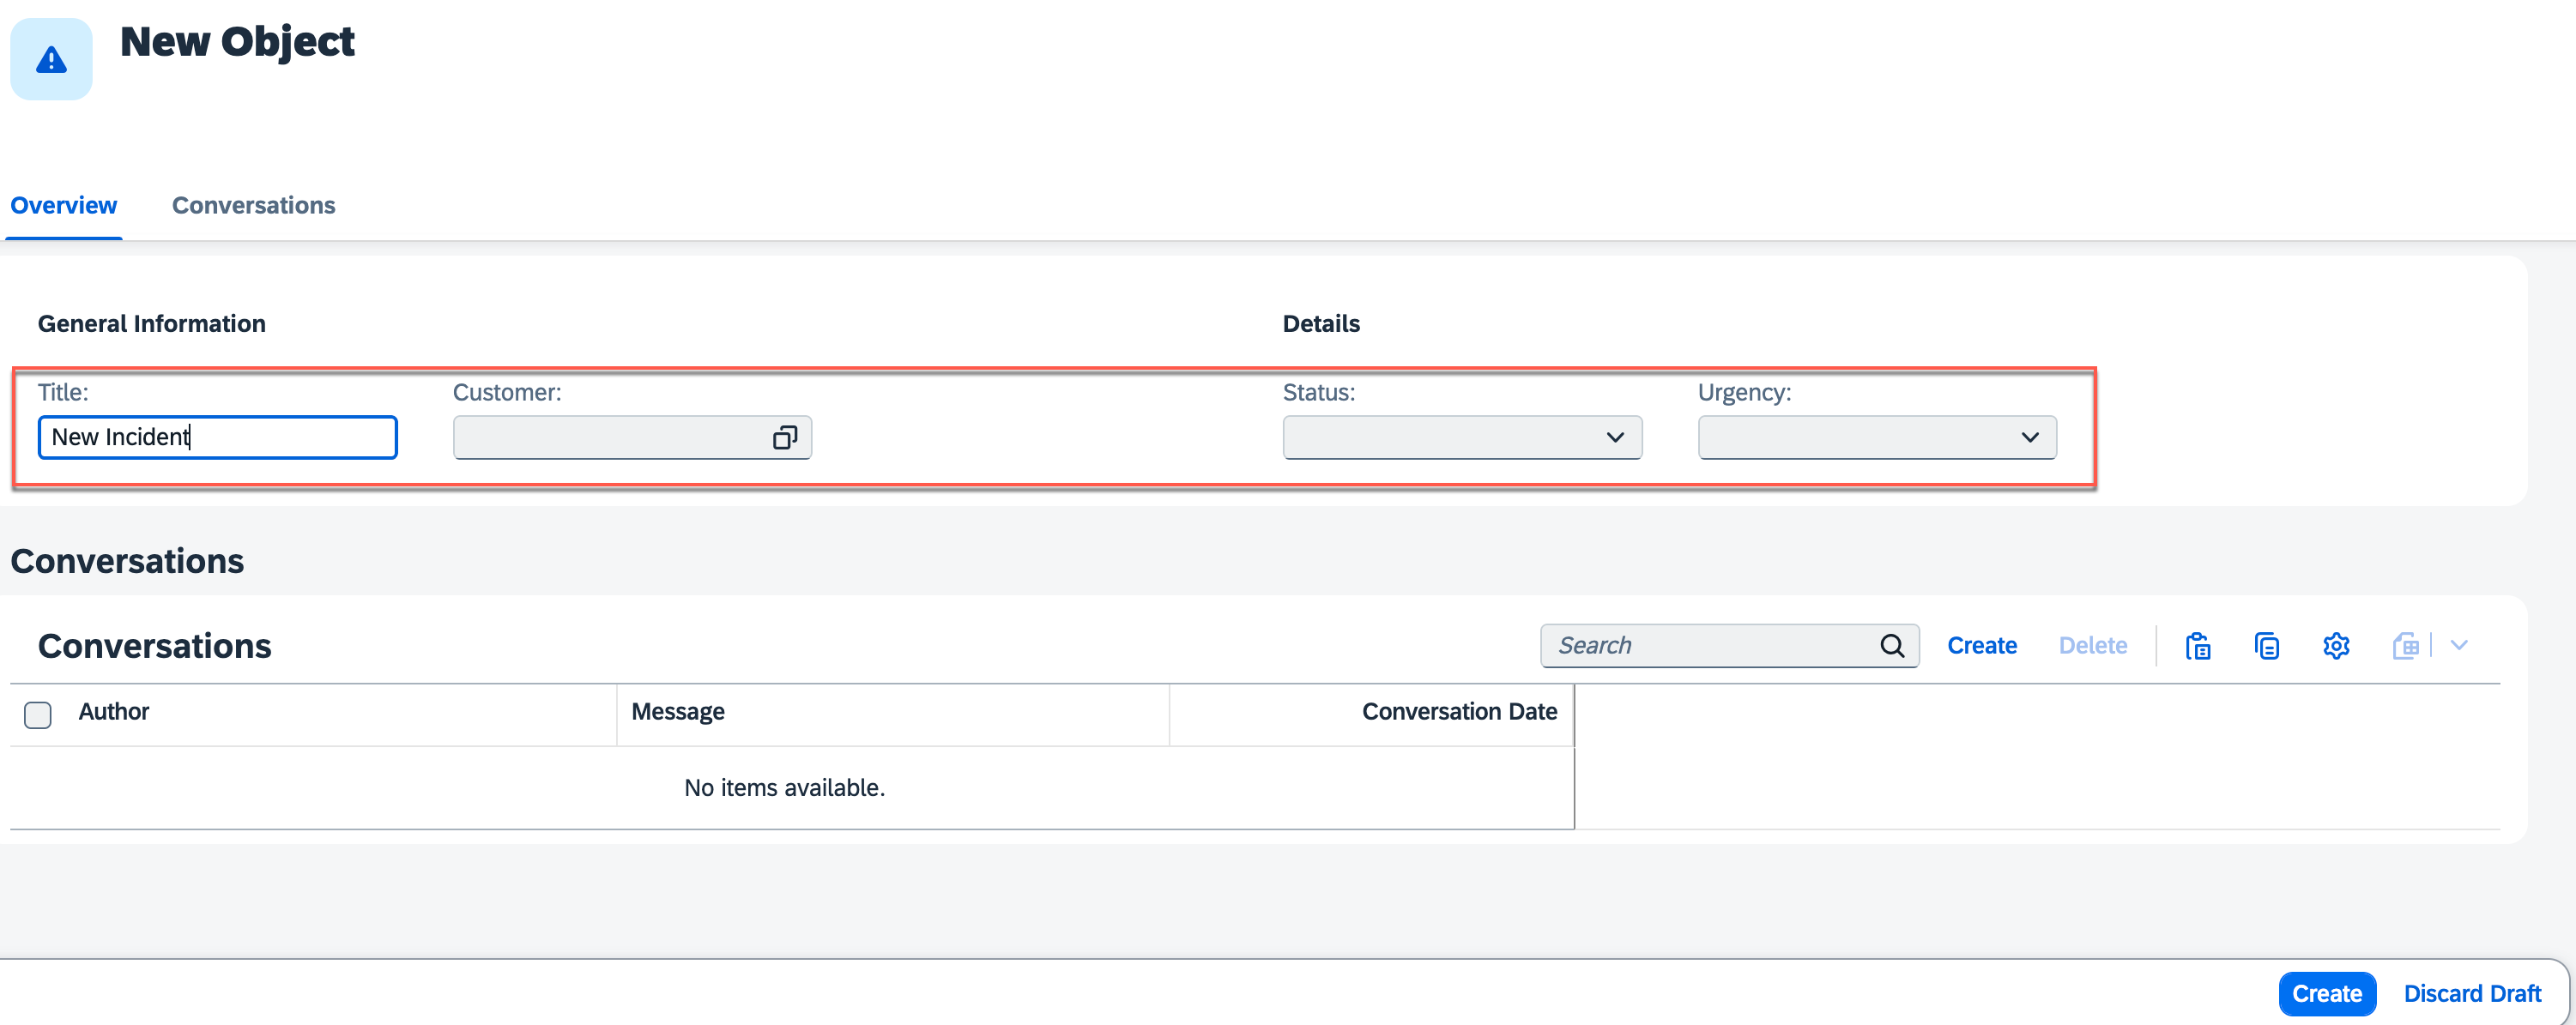 New Object
Overview Conversations
General Information Details
Title: Customer: Status: Urgency:
New Incident
Conversations
Conversations Search Create Delete
Author Message Conversation Date
No items available.
Create Discard Draft